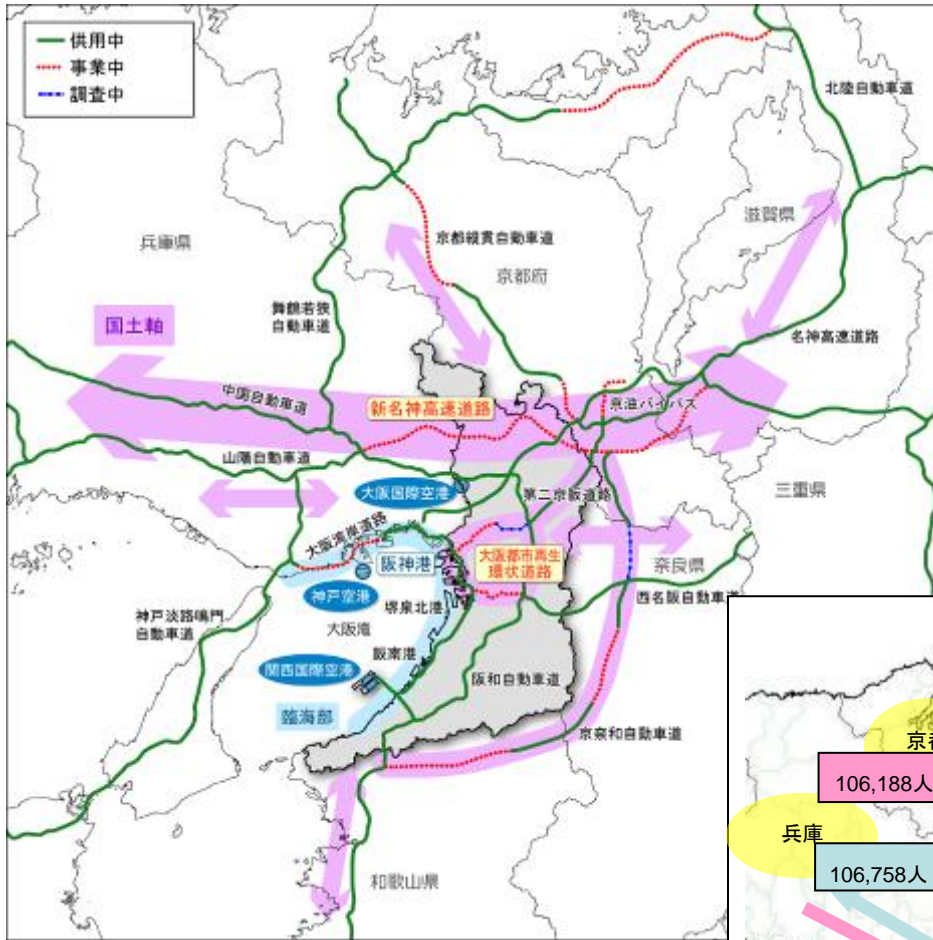 供用中
事業中
調査中
北陸自動車道
滋賀県
兵庫県
京都縦貫自動車道
京都府
舞鶴若狭
自動車道
国土軸
名神高速道路
中国自動車道
新名神高速道路
京滋バイパス
山陽自動車道
大阪国際空港
第二京阪道路
三重県
大阪湾岸道路
阪神港
大阪都市再生
環状道路
奈良県
神戸空港
堺泉北港
西名阪自動車道
神戸淡路鳴門
自動車道
大阪湾
阪南港
関西国際空港
阪和自動車道
臨海部
京奈和自動車道
和歌山県
106,188人
兵庫
106,758人